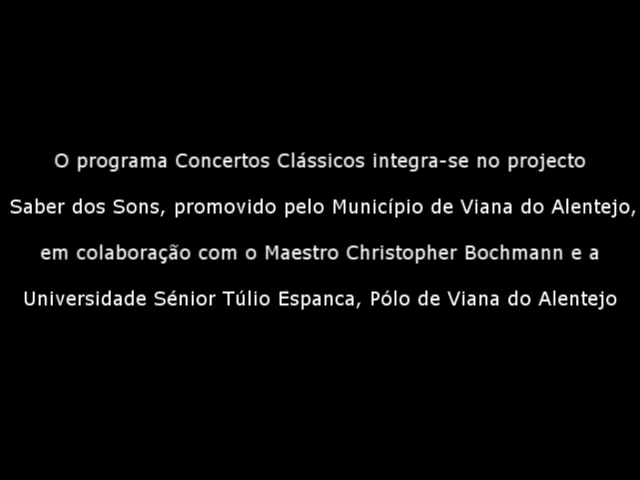 O programa Concertos Clássicos integra-se no projecto
Saber dos Sons, promovido pelo Município de Viana do Alentejo,
em colaboração com o Maestro Christopher Bochmann e a
Universidade Sénior Túlio Espanca, Pólo de Viana do Alentejo